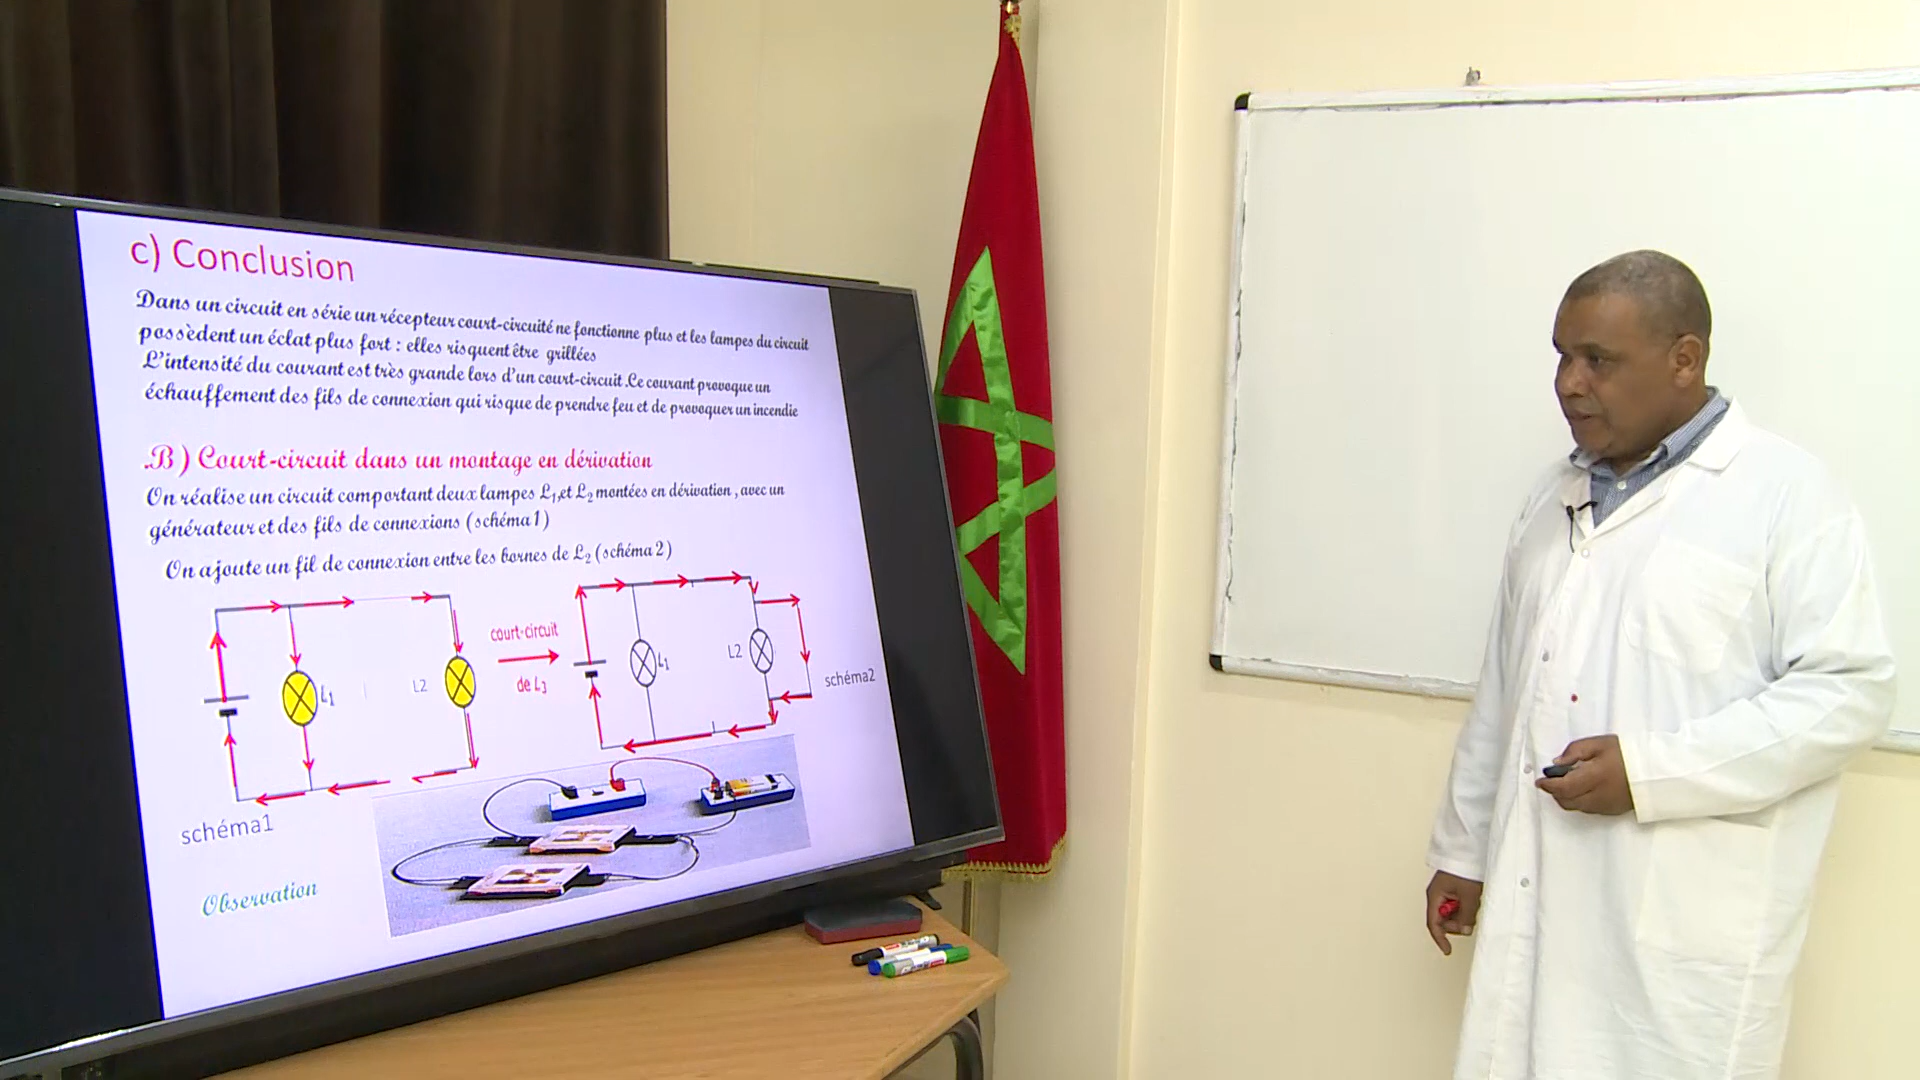 c) Conclusion
Dans un circuit en série un récepteur court-circuité ne fonctionne plus et les lampes du circuit
possèdent un éclat plus fort : elles risquent être grillées
L'intensité du courant est très grande lors d'un court-circuit .Ce courant provoque un
échauffement des fils de connexion qui risque de prendre feu et de provoquer un incendie
.B ) Court-circuit dans un montage en dérivation
On réalise un circuit comportant deux lampes L₁,et L₂ montées en dérivation , avec un
générateur et des fils de connexions (schéma 1)
On ajoute un fil de connexion entre les bornes de L₂ (schéma 2)
L₁
L2
court-circuit
de L₃
L₁
L2
schéma2
schéma1
Observation